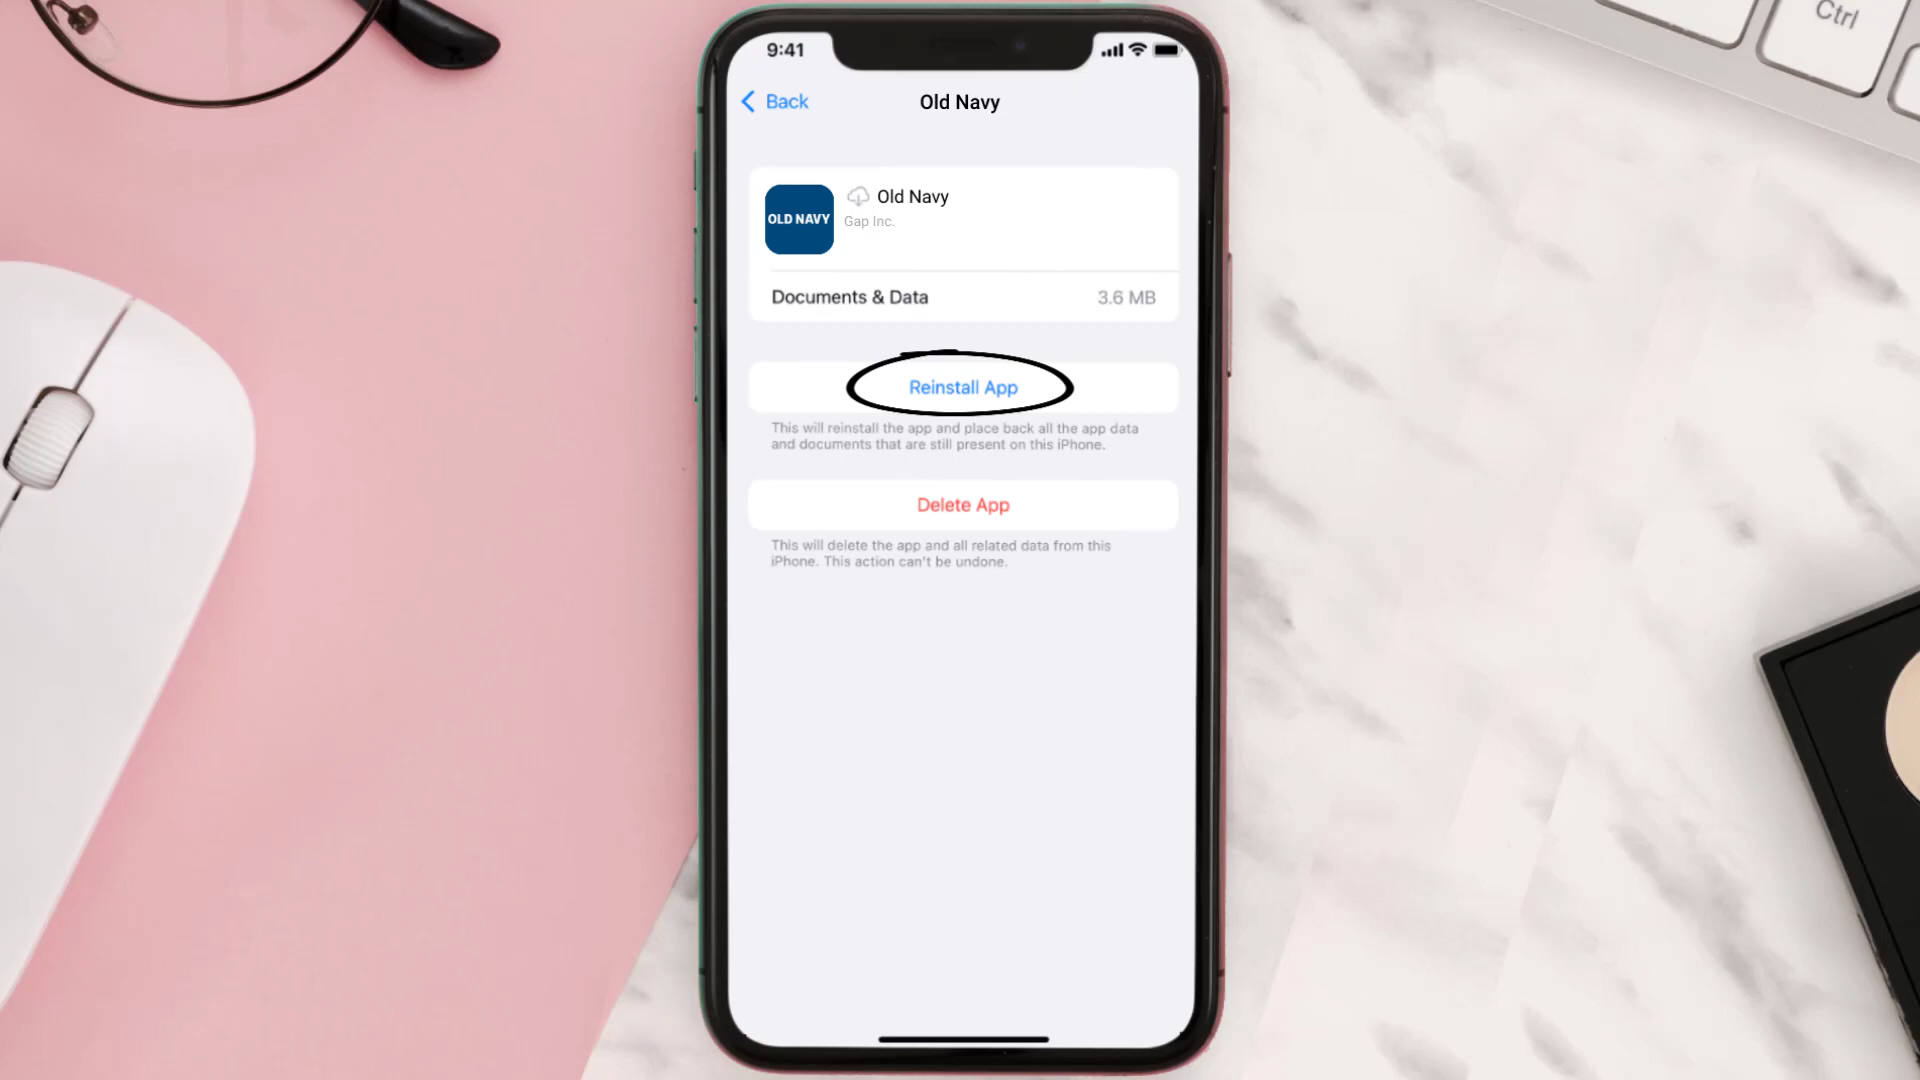 Ctrl
9:41
Back
Old Navy
OLD NAVY
Old Navy
Gap Inc.
Documents & Data
3.6 MB
Reinstall App
This will reinstall the app and place back all the app data
and documents that are still present on this iPhone.
Delete App
This will delete the app and all related data from this
iPhone. This action can't be undone.